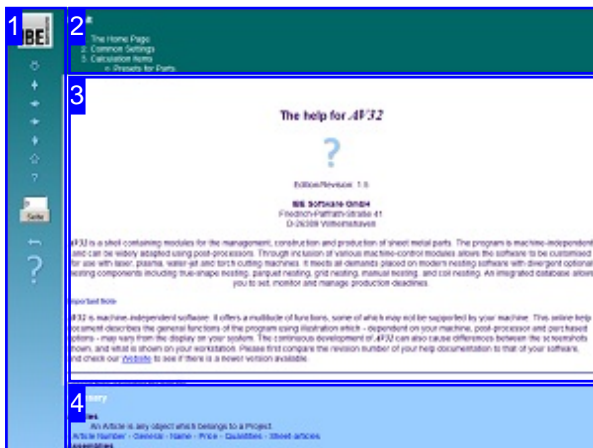 1
IBE
Seite
?
2
1. The Home Page
2. Common Settings
3. Calculation Items
Presets for Parts
3
The help for AV32
?
Edition/Revision: 1.5
IBE Software GmbH
Friedrich-Paffrath-Straße 41
D-26389 Wilhelmshaven
AV32 is a shell containing modules for the management, construction and production of sheet metal parts. The program is machine-independent
and can be widely adapted using post-processors. Through inclusion of various machine-control modules allows the software to be customised
for use with laser, plasma, water-jet and torch cutting machines. It meets all demands placed on modern nesting software with divergent optional
nesting components including true-shape nesting, parquet nesting, grid nesting, manual nesting, and coil nesting. An integrated database allows
you to set, monitor and manage production deadlines.
Important Note
AV32 is machine-independent software. It offers a multitude of functions, some of which may not be supported by your machine. This online help
document describes the general functions of the program using illustration which - dependent on your machine, post-processor and purchased
options - may vary from the display on your system. The continuous development of AV32 can also cause differences between the screenshots
shown, and what is shown on your workstation. Please first compare the revision number of your help documentation to that of your software,
and check our Website to see if there is a newer version available.
4
An Article is any object which belongs to a Project.
Article Number - General - Name - Price - Quantities - Sheet articles
Assemblies